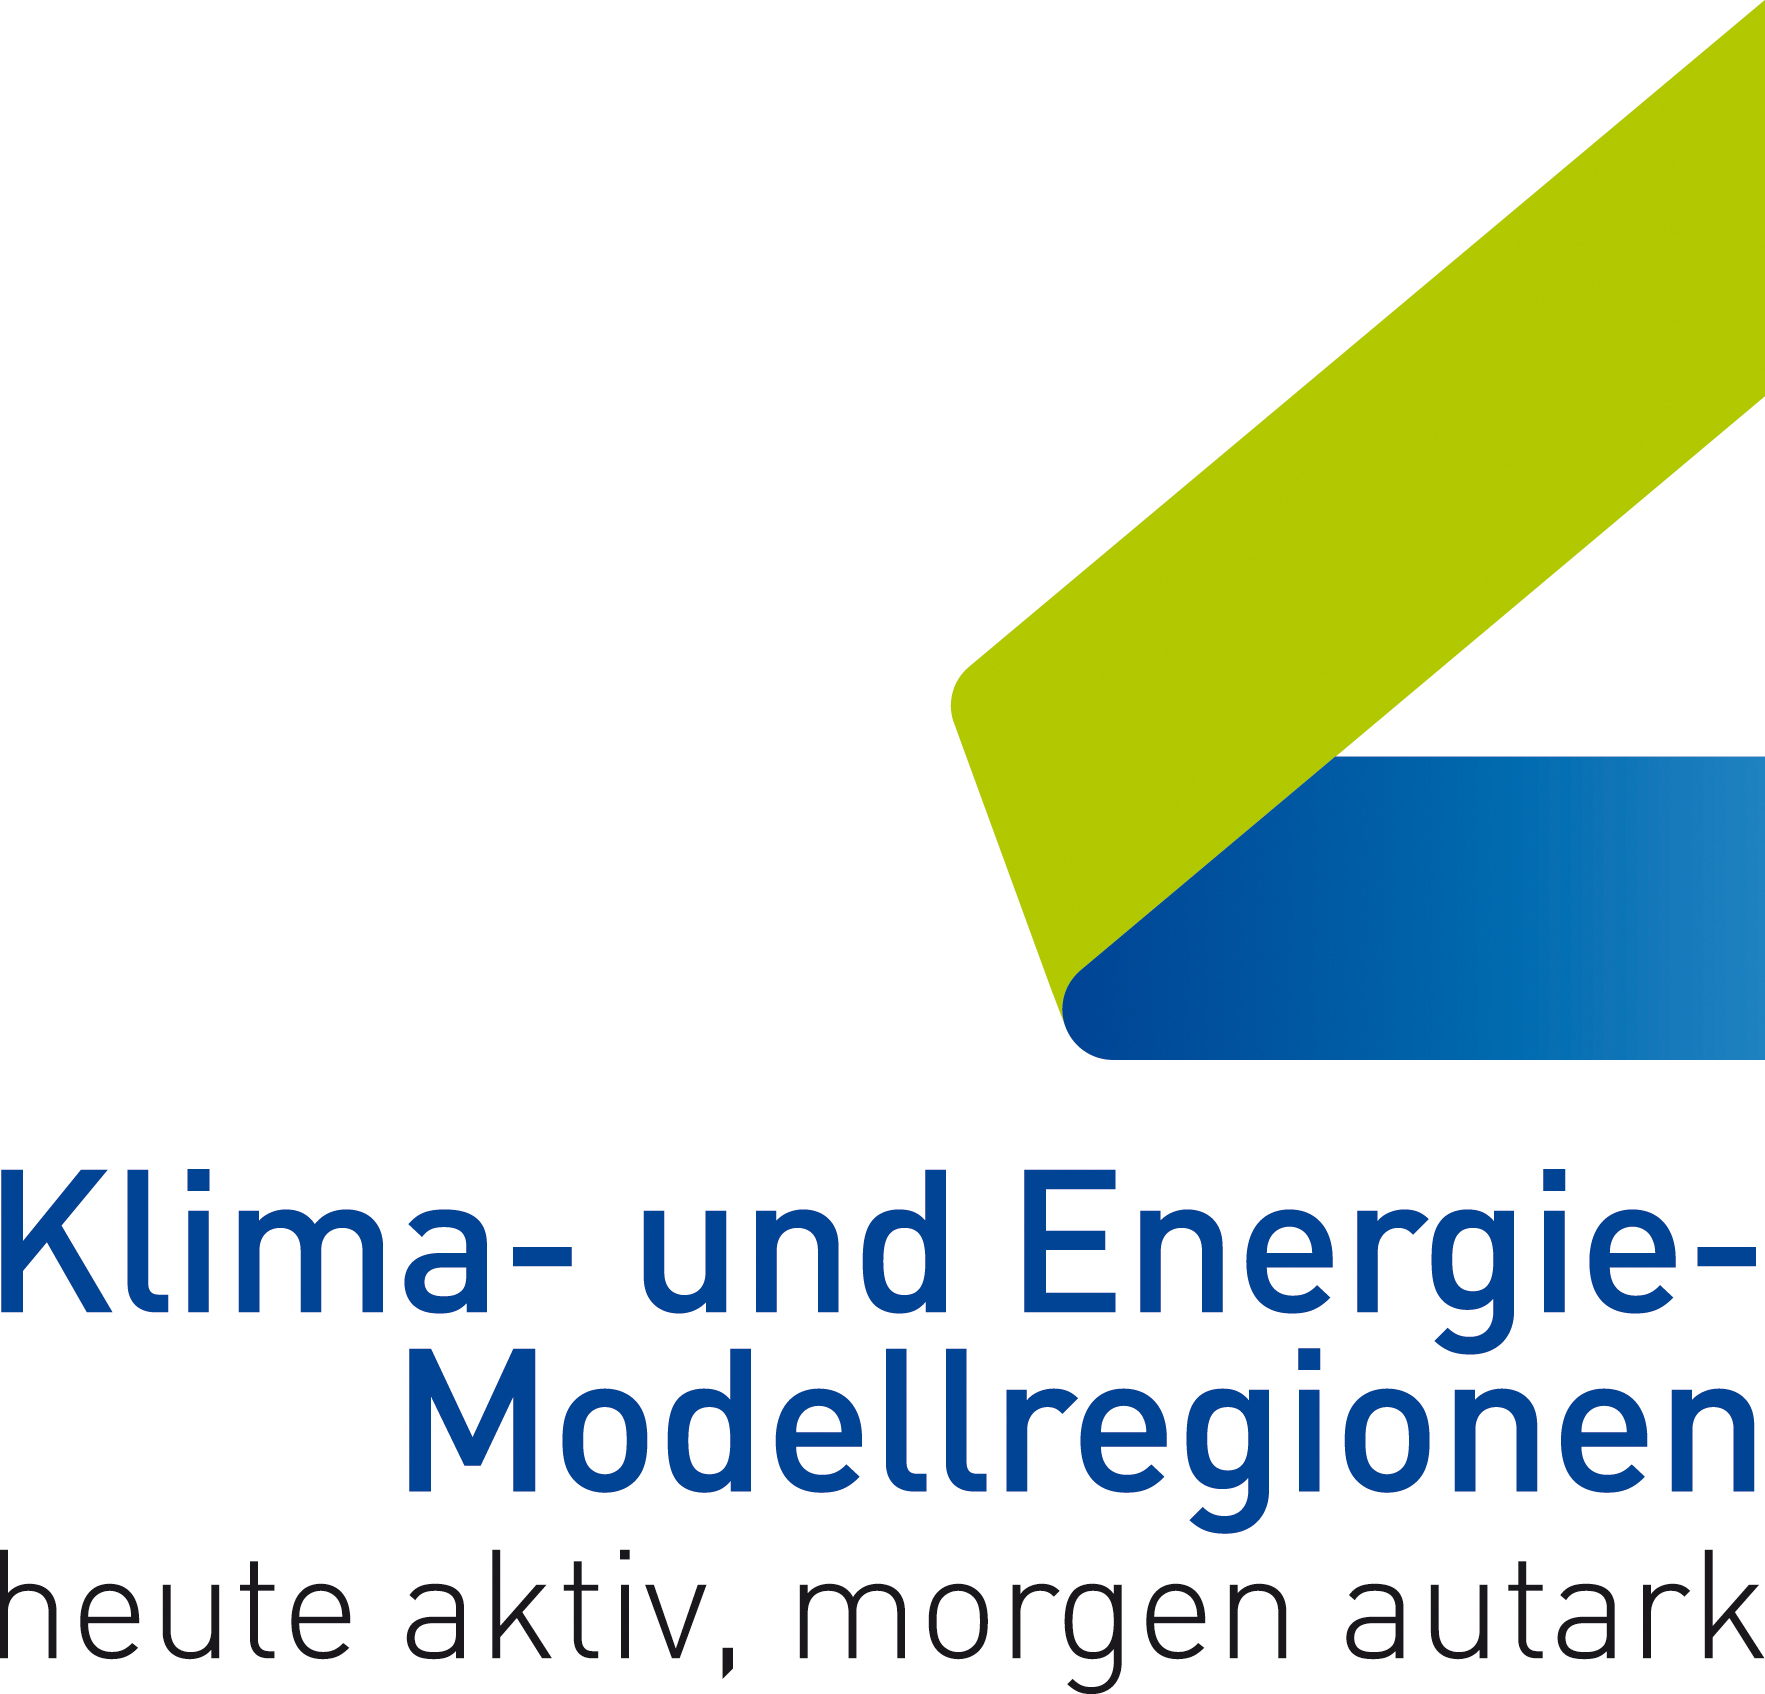 Klima- und Energie-
Modellregionen
heute aktiv, morgen autark